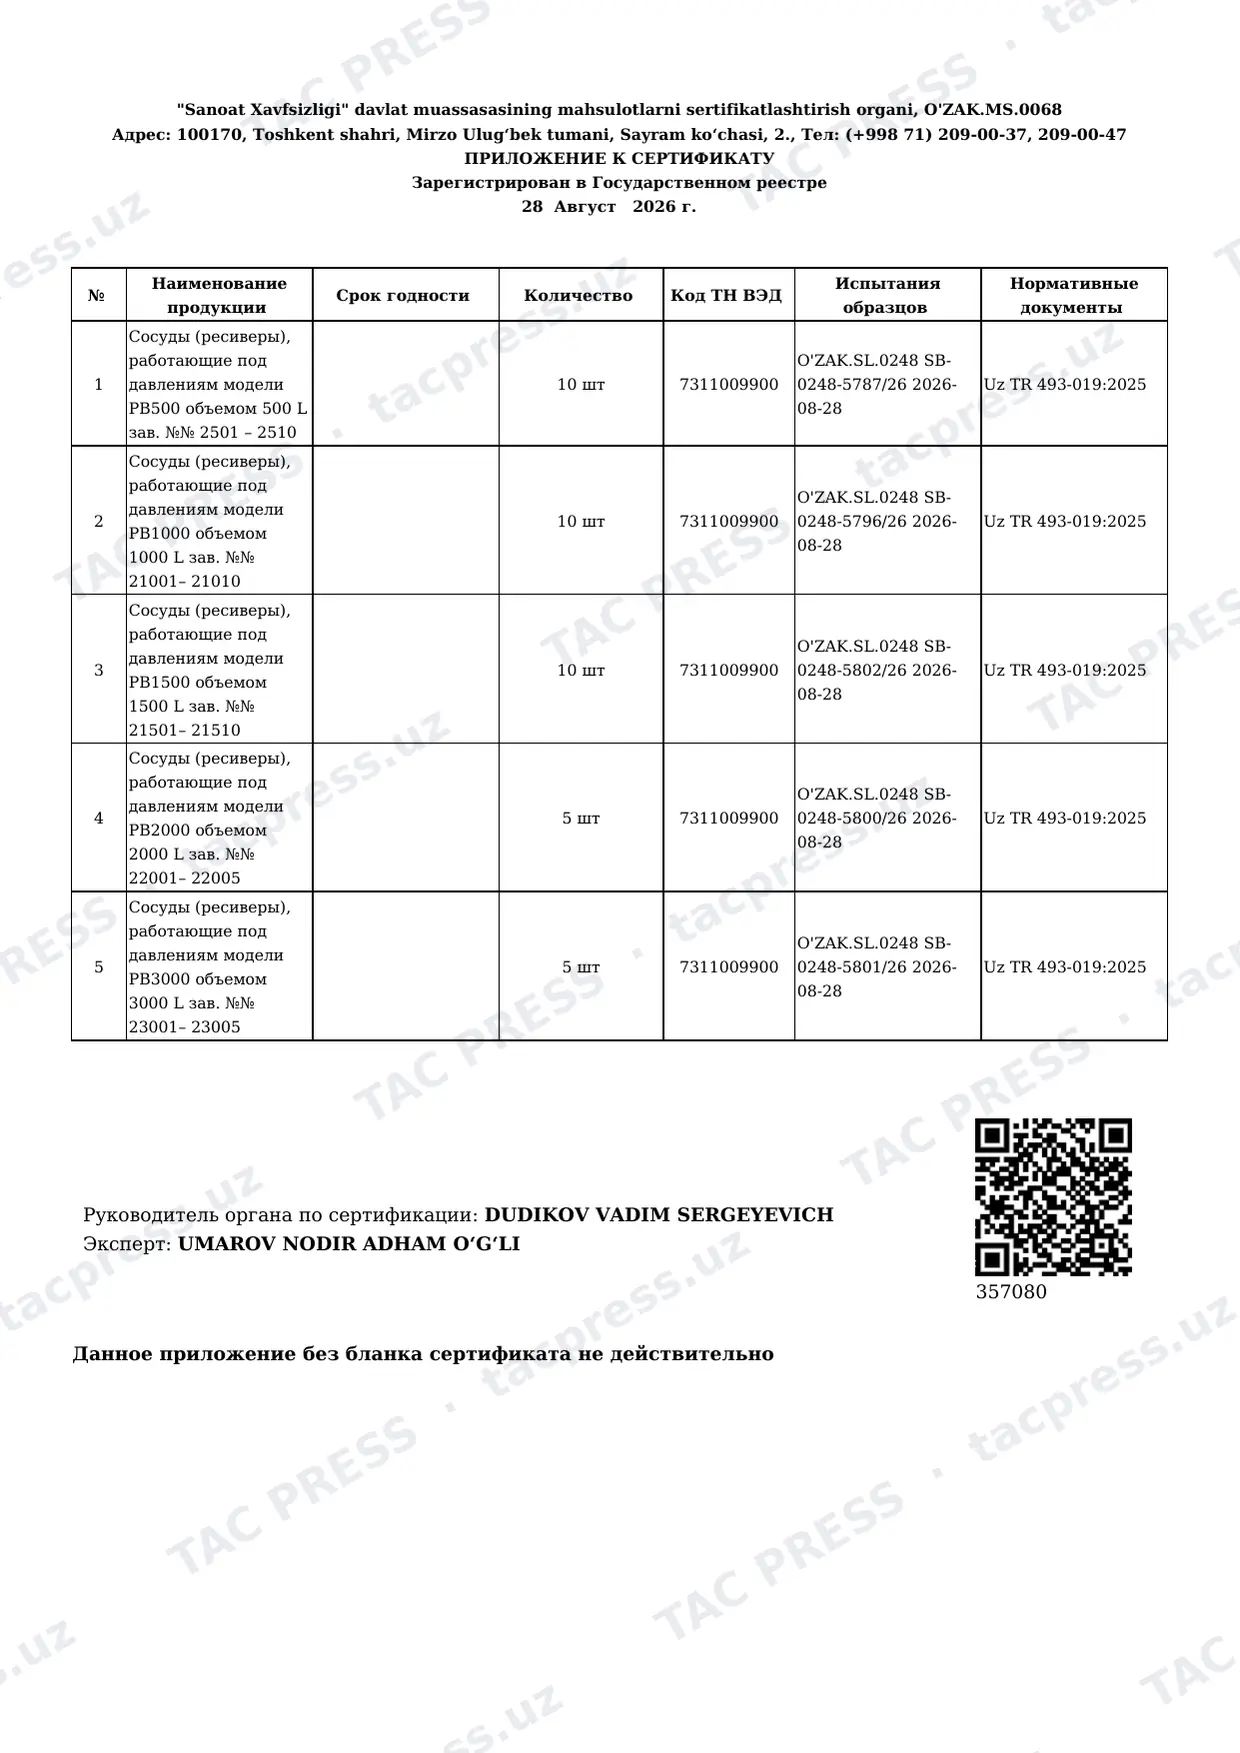 "Sanoat Xavfsizligi" davlat muassasasining mahsulotlarni sertifikatlashtirish organi, O'ZAK.MS.0068
Адрес: 100170, Toshkent shahri, Mirzo Ulug‘bek tumani, Sayram ko‘chasi, 2., Тел: (+998 71) 209-00-37, 209-00-47
ПРИЛОЖЕНИЕ К СЕРТИФИКАТУ
Зарегистрирован в Государственном реестре
28 Август 2026 г.
№ Наименование продукции Срок годности Количество Код ТН ВЭД Испытания образцов Нормативные документы
1
Сосуды (ресиверы),
работающие под
давлениям модели
РВ500 объемом 500 L
зав. №№ 2501 – 2510
10 шт
7311009900
O'ZAK.SL.0248 SB-
0248-5787/26 2026-
08-28
Uz TR 493-019:2025
2
Сосуды (ресиверы),
работающие под
давлениям модели
РВ1000 объемом
1000 L зав. №№
21001– 21010
10 шт
7311009900
O'ZAK.SL.0248 SB-
0248-5796/26 2026-
08-28
Uz TR 493-019:2025
3
Сосуды (ресиверы),
работающие под
давлениям модели
РВ1500 объемом
1500 L зав. №№
21501– 21510
10 шт
7311009900
O'ZAK.SL.0248 SB-
0248-5802/26 2026-
08-28
Uz TR 493-019:2025
4
Сосуды (ресиверы),
работающие под
давлениям модели
РВ2000 объемом
2000 L зав. №№
22001– 22005
5 шт
7311009900
O'ZAK.SL.0248 SB-
0248-5800/26 2026-
08-28
Uz TR 493-019:2025
5
Сосуды (ресиверы),
работающие под
давлениям модели
РВ3000 объемом
3000 L зав. №№
23001– 23005
5 шт
7311009900
O'ZAK.SL.0248 SB-
0248-5801/26 2026-
08-28
Uz TR 493-019:2025
Руководитель органа по сертификации: DUDIKOV VADIM SERGEYEVICH
Эксперт: UMAROV NODIR ADHAM O‘G‘LI
357080
Данное приложение без бланка сертификата не действительно
TAC PRESS · tacpress.uz